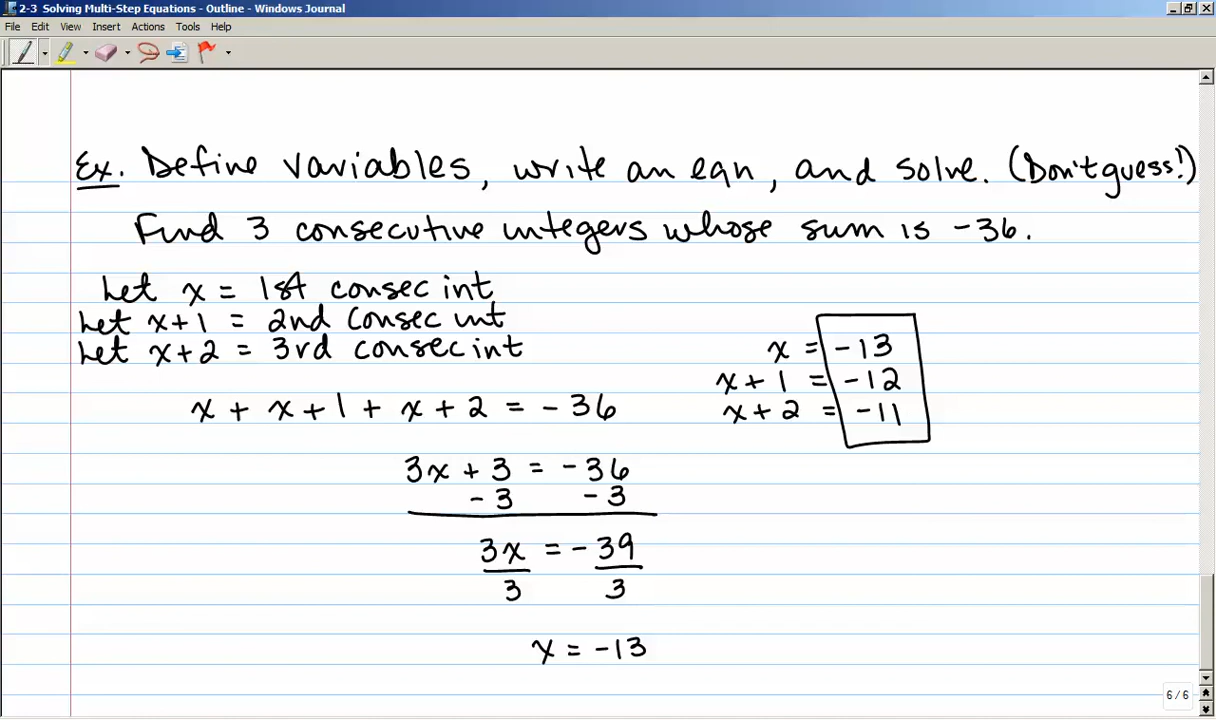 2-3 Solving Multi-Step Equations - Outline - Windows Journal
File Edit View Insert Actions Tools Help
Ex. Define variables, write an eqn, and solve. (Don't guess!)
Find 3 consecutive integers whose sum is -36.
Let x = 1st consec int
Let x+1 = 2nd consec int
Let x+2 = 3rd consec int
x + x+1 + x+2 = -36
3x + 3 = -36
-3 -3
3x = -39
3 3
x = -13
x = -13
x+1 = -12
x+2 = -11
6/6